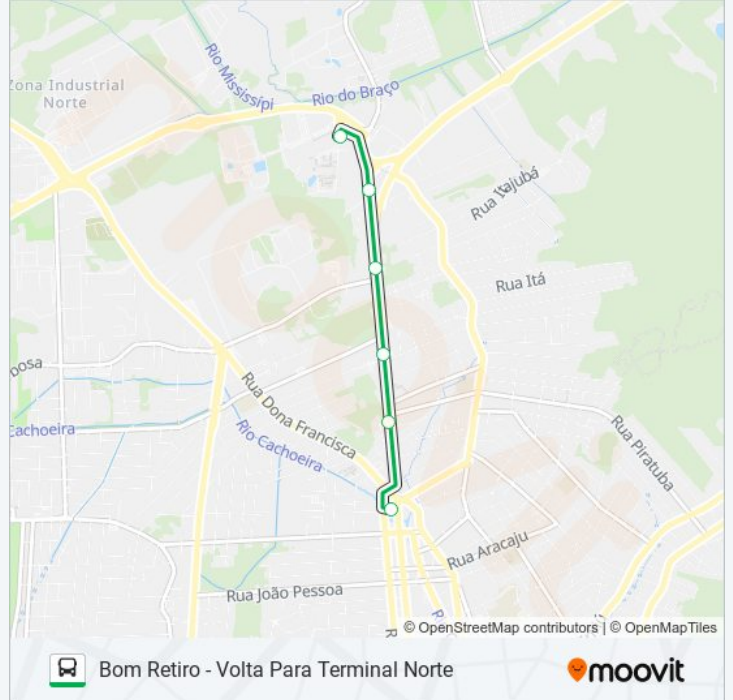 Rio Mississipi
Rio do Braço
Zona Industrial
Norte
Rua Itajubá
Rua Itá
Rua Dona Francisca
Rio Cachoeira
Cachoeira
Rua Piratuba
Rua Aracaju
Rua João Pessoa
© OpenStreetMap contributors | © OpenMapTiles
Bom Retiro - Volta Para Terminal Norte
moovit